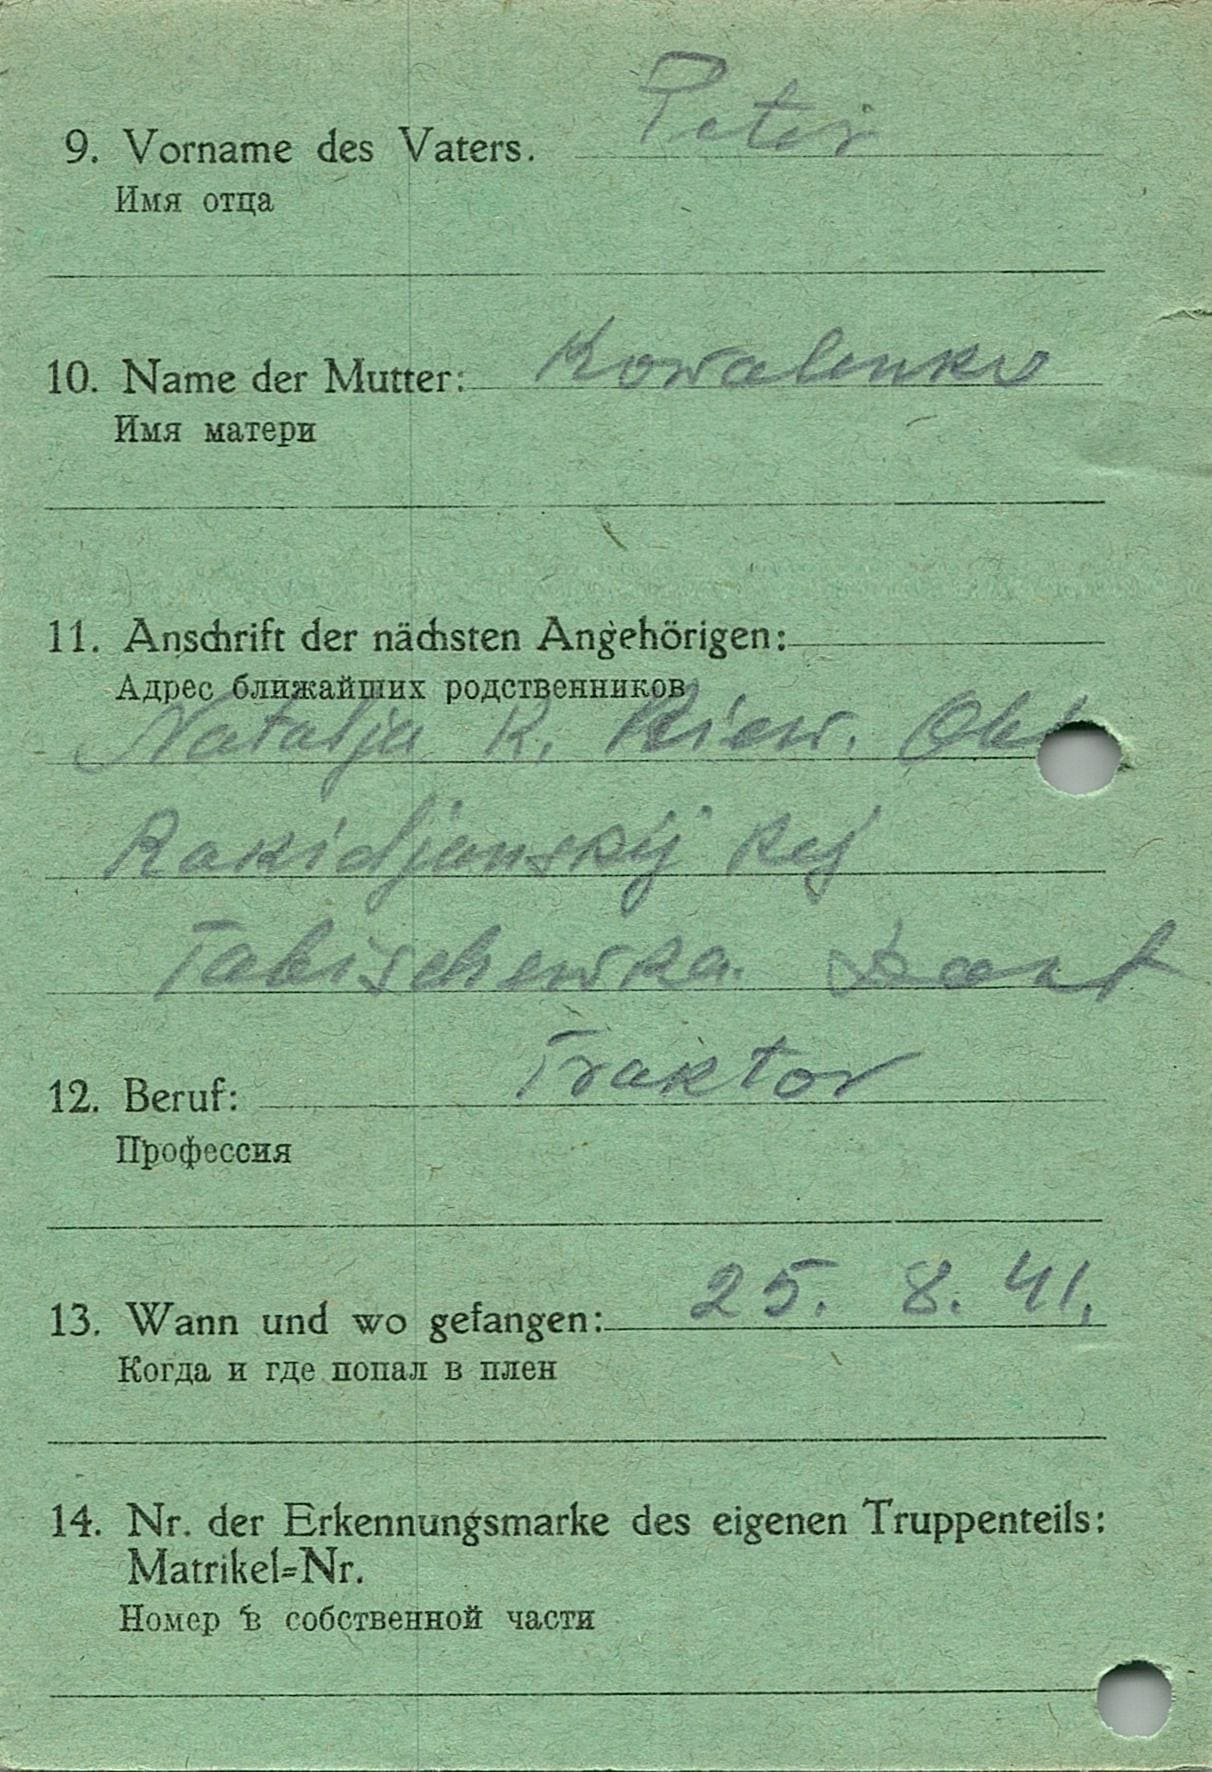 9. Vorname des Vaters. Peter
Имя отца
10. Name der Mutter: Kowalenko
Имя матери
11. Anschrift der nächsten Angehörigen:
Адрес ближайших родственников
Natalja K. Kiew. Obl
Rakidjanskij Rej
Tabischewka. Dorf
12. Beruf: Traktor
Профессия
13. Wann und wo gefangen: 25. 8. 41.
Когда и где попал в плен
14. Nr. der Erkennungsmarke des eigenen Truppenteils:
Matrikel=Nr.
Номер в собственной части